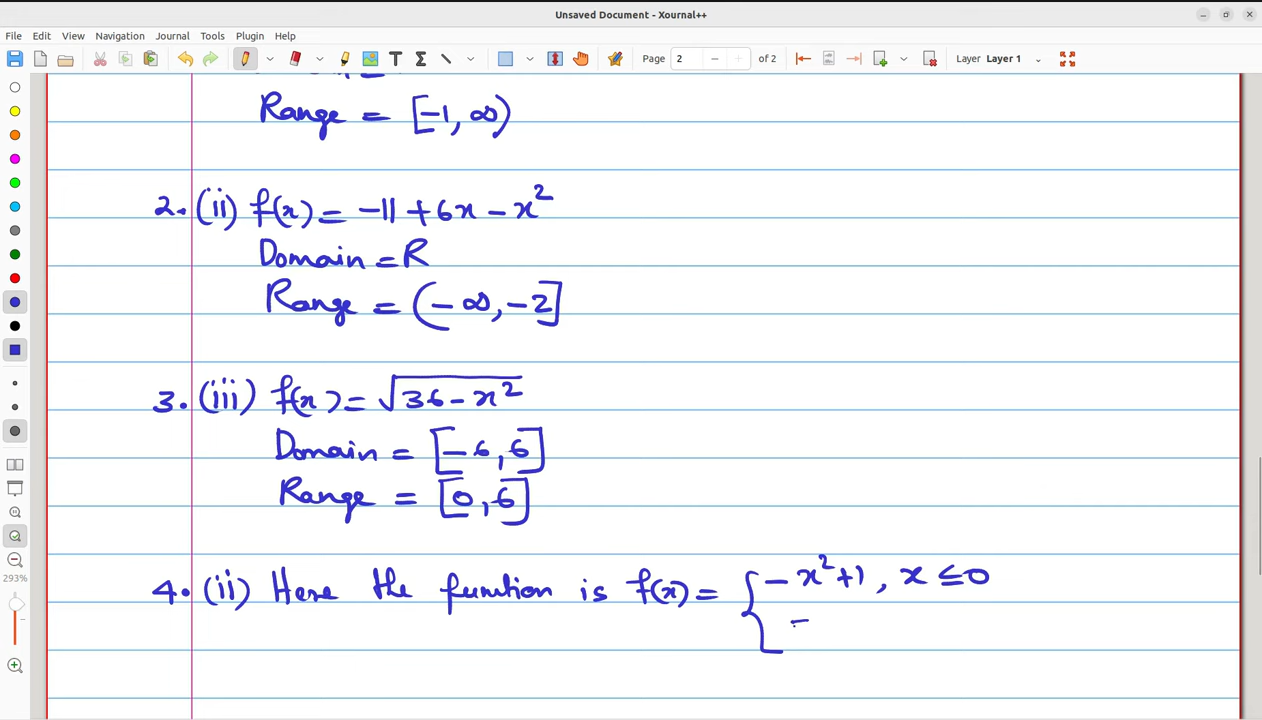 Unsaved Document - Xournal++
File Edit View Navigation Journal Tools Plugin Help
Page 2 of 2 Layer Layer 1
Range = [-1, ∞)
2. (ii) f(x) = -11 + 6x - x²
Domain = R
Range = (-∞, -2]
3. (iii) f(x) = √(36 - x²)
Domain = [-6, 6]
Range = [0, 6]
293%
4. (ii) Here the function is f(x) = { -x²+1, x ≤ 0